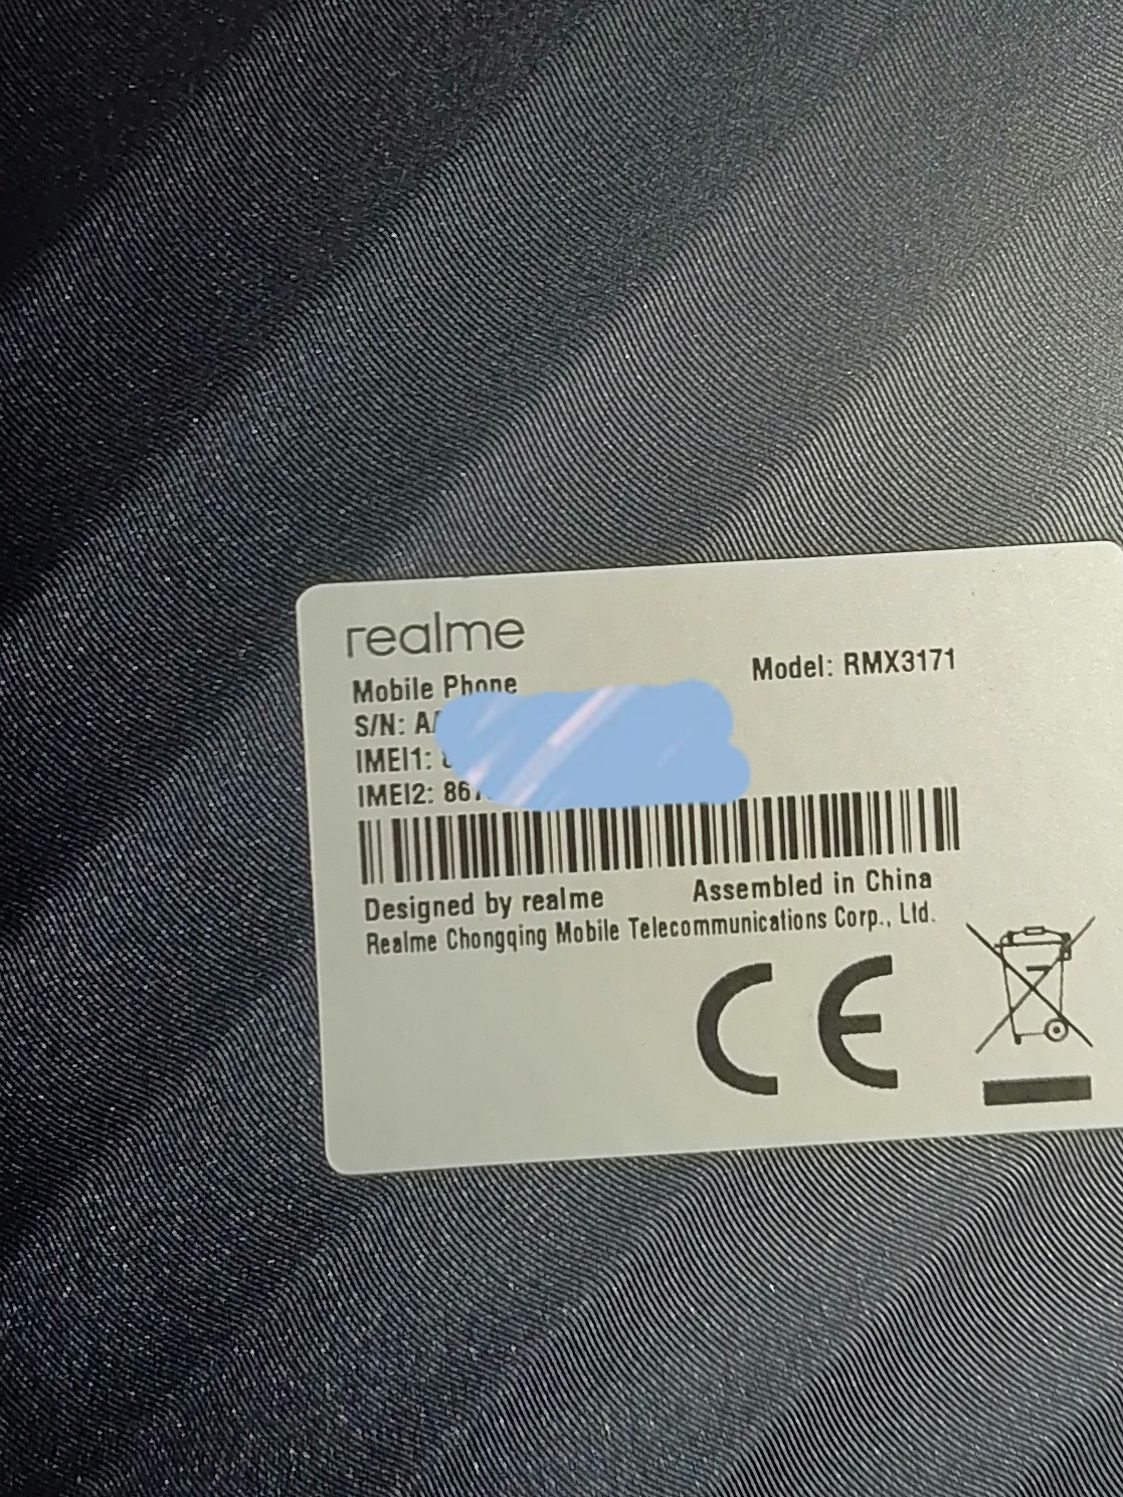 realme
Mobile Phone
Model: RMX3171
S/N:
IMEI1:
IMEI2:
Designed by realme
Assembled in China
Realme Chongqing Mobile Telecommunications Corp., Ltd.
CE